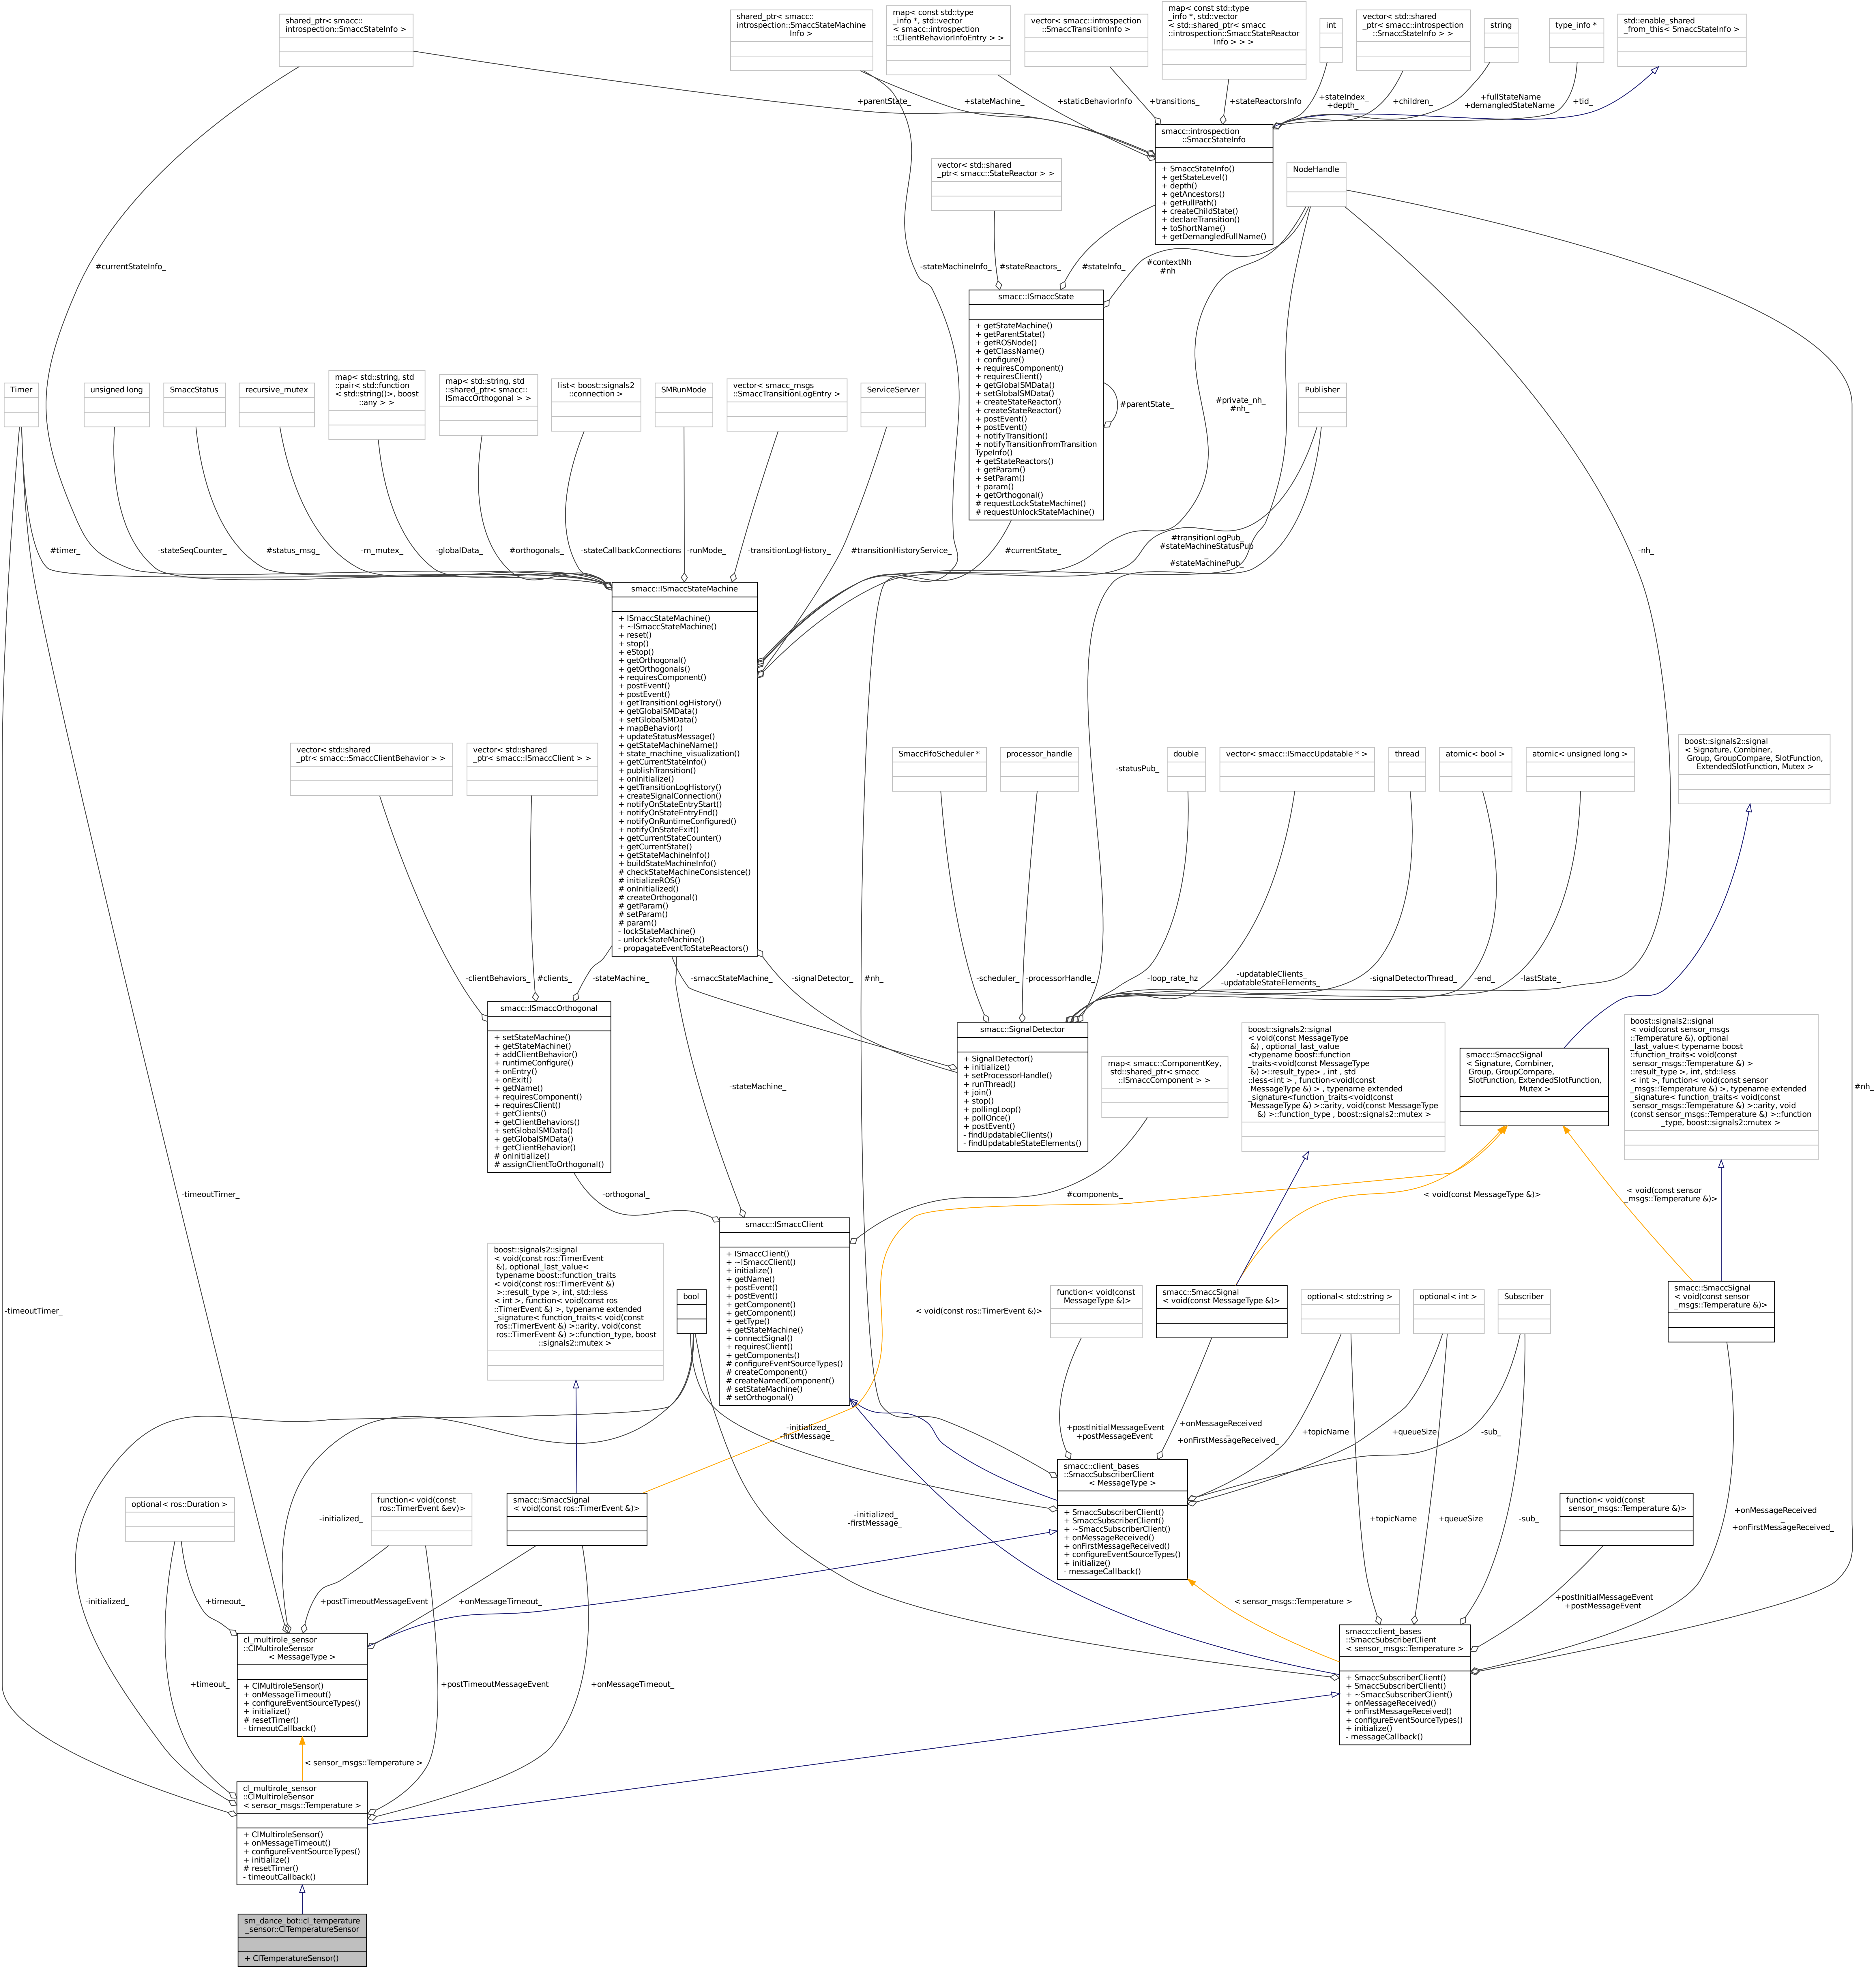 shared_ptr< smacc::
introspection::SmaccStateInfo >
shared_ptr< smacc::
introspection::SmaccStateMachine
Info >
map< const std::type
_info *, std::vector
< smacc::introspection
::ClientBehaviorInfoEntry > >
vector< smacc::introspection
::SmaccTransitionInfo >
map< const std::type
_info *, std::vector
< std::shared_ptr< smacc
::introspection::SmaccStateReactor
Info > > >
int
vector< std::shared
_ptr< smacc::introspection
::SmaccStateInfo > >
string
type_info *
std::enable_shared
_from_this< SmaccStateInfo >
+parentState_
+stateMachine_
+staticBehaviorInfo
+transitions_
+stateReactorsInfo
+stateIndex_
+depth_
+children_
+fullStateName
+demangledStateName
+tid_
smacc::introspection
::SmaccStateInfo
+ SmaccStateInfo()
+ getStateLevel()
+ depth()
+ getAncestors()
+ getFullPath()
+ createChildState()
+ declareTransition()
+ toShortName()
+ getDemangledFullName()
vector< std::shared
_ptr< smacc::StateReactor > >
NodeHandle
#currentStateInfo_
-stateMachineInfo_
#stateReactors_
#stateInfo_
#contextNh
#nh
smacc::ISmaccState
+ getStateMachine()
+ getParentState()
+ getROSNode()
+ getClassName()
+ configure()
+ requiresComponent()
+ requiresClient()
+ getGlobalSMData()
+ setGlobalSMData()
+ createStateReactor()
+ createStateReactor()
+ postEvent()
+ postEvent()
+ notifyTransition()
+ notifyTransitionFromTransition
TypeInfo()
+ getStateReactors()
+ getParam()
+ setParam()
+ param()
+ getOrthogonal()
# requestLockStateMachine()
# requestUnlockStateMachine()
#parentState_
#private_nh_
#nh_
Timer
unsigned long
SmaccStatus
recursive_mutex
map< std::string, std
::pair< std::function
< std::string()>, boost
::any > >
map< std::string, std
::shared_ptr< smacc::
ISmaccOrthogonal > >
list< boost::signals2
::connection >
SMRunMode
vector< smacc_msgs
::SmaccTransitionLogEntry >
ServiceServer
Publisher
#timer_
-stateSeqCounter_
#status_msg_
-m_mutex_
-globalData_
#orthogonals_
-stateCallbackConnections
-runMode_
-transitionLogHistory_
#transitionHistoryService_
#currentState_
#transitionLogPub_
#stateMachineStatusPub
_
#stateMachinePub_
-nh_
smacc::ISmaccStateMachine
+ ISmaccStateMachine()
+ ~ISmaccStateMachine()
+ reset()
+ stop()
+ eStop()
+ getOrthogonal()
+ getOrthogonals()
+ requiresComponent()
+ postEvent()
+ postEvent()
+ getTransitionLogHistory()
+ getGlobalSMData()
+ setGlobalSMData()
+ mapBehavior()
+ updateStatusMessage()
+ getStateMachineName()
+ state_machine_visualization()
+ getCurrentStateInfo()
+ publishTransition()
+ onInitialize()
+ getTransitionLogHistory()
+ createSignalConnection()
+ notifyOnStateEntryStart()
+ notifyOnStateEntryEnd()
+ notifyOnRuntimeConfigured()
+ notifyOnStateExit()
+ getCurrentStateCounter()
+ getCurrentState()
+ getStateMachineInfo()
+ buildStateMachineInfo()
# checkStateMachineConsistence()
# initializeROS()
# onInitialized()
# createOrthogonal()
# getParam()
# setParam()
# param()
- lockStateMachine()
- unlockStateMachine()
- propagateEventToStateReactors()
vector< std::shared
_ptr< smacc::SmaccClientBehavior > >
vector< std::shared
_ptr< smacc::ISmaccClient > >
SmaccFifoScheduler *
processor_handle
-statusPub_
double
vector< smacc::ISmaccUpdatable * >
thread
atomic< bool >
atomic< unsigned long >
boost::signals2::signal
< Signature, Combiner,
Group, GroupCompare, SlotFunction,
ExtendedSlotFunction, Mutex >
-clientBehaviors_
#clients_
-stateMachine_
-smaccStateMachine_
-signalDetector_
#nh_
-scheduler_
-processorHandle_
-loop_rate_hz
-updatableClients_
-updatableStateElements_
-signalDetectorThread_
-end_
-lastState_
smacc::ISmaccOrthogonal
+ setStateMachine()
+ getStateMachine()
+ addClientBehavior()
+ runtimeConfigure()
+ onEntry()
+ onExit()
+ getName()
+ requiresComponent()
+ requiresClient()
+ getClients()
+ getClientBehaviors()
+ setGlobalSMData()
+ getGlobalSMData()
+ getClientBehavior()
# onInitialize()
# assignClientToOrthogonal()
smacc::SignalDetector
+ SignalDetector()
+ initialize()
+ setProcessorHandle()
+ runThread()
+ join()
+ stop()
+ pollingLoop()
+ pollOnce()
+ postEvent()
- findUpdatableClients()
- findUpdatableStateElements()
-stateMachine_
map< smacc::ComponentKey,
std::shared_ptr< smacc
::ISmaccComponent > >
boost::signals2::signal
< void(const MessageType
&) , optional_last_value
<typename boost::function
_traits<void(const MessageType
&) >::result_type> , int , std
::less<int > , function<void(const
MessageType &) > , typename extended
_signature<function_traits<void(const
MessageType &) >::arity, void(const MessageType
&) >::function_type , boost::signals2::mutex >
smacc::SmaccSignal
< Signature, Combiner,
Group, GroupCompare,
SlotFunction, ExtendedSlotFunction,
Mutex >
boost::signals2::signal
< void(const sensor_msgs
::Temperature &), optional
_last_value< typename boost
::function_traits< void(const
sensor_msgs::Temperature &) >
::result_type >, int, std::less
< int >, function< void(const sensor
_msgs::Temperature &) >, typename extended
_signature< function_traits< void(const
sensor_msgs::Temperature &) >::arity, void
(const sensor_msgs::Temperature &) >::function
_type, boost::signals2::mutex >
#nh_
-timeoutTimer_
-orthogonal_
#components_
< void(const MessageType &)>
< void(const sensor
_msgs::Temperature &)>
smacc::ISmaccClient
+ ISmaccClient()
+ ~ISmaccClient()
+ initialize()
+ getName()
+ postEvent()
+ postEvent()
+ getComponent()
+ getComponent()
+ getType()
+ getStateMachine()
+ connectSignal()
+ requiresClient()
+ getComponents()
# configureEventSourceTypes()
# createComponent()
# createNamedComponent()
# setStateMachine()
# setOrthogonal()
boost::signals2::signal
< void(const ros::TimerEvent
&), optional_last_value<
typename boost::function_traits
< void(const ros::TimerEvent &)
>::result_type >, int, std::less
< int >, function< void(const ros
::TimerEvent &) >, typename extended
_signature< function_traits< void(const
ros::TimerEvent &) >::arity, void(const
ros::TimerEvent &) >::function_type, boost
::signals2::mutex >
bool
-timeoutTimer_
< void(const ros::TimerEvent &)>
function< void(const
MessageType &)>
smacc::SmaccSignal
< void(const MessageType &)>
optional< std::string >
optional< int >
Subscriber
smacc::SmaccSignal
< void(const sensor
_msgs::Temperature &)>
-initialized_
-firstMessage_
+postInitialMessageEvent
+postMessageEvent
+onMessageReceived
_
+onFirstMessageReceived_
+topicName
+queueSize
-sub_
smacc::client_bases
::SmaccSubscriberClient
< MessageType >
+ SmaccSubscriberClient()
+ SmaccSubscriberClient()
+ ~SmaccSubscriberClient()
+ onMessageReceived()
+ onFirstMessageReceived()
+ configureEventSourceTypes()
+ initialize()
- messageCallback()
optional< ros::Duration >
-initialized_
function< void(const
ros::TimerEvent &ev)>
smacc::SmaccSignal
< void(const ros::TimerEvent &)>
-initialized_
-firstMessage_
+topicName
+queueSize
-sub_
function< void(const
sensor_msgs::Temperature &)>
+onMessageReceived
_
+onFirstMessageReceived_
-initialized_
+timeout_
+postTimeoutMessageEvent
+onMessageTimeout_
< sensor_msgs::Temperature >
+postInitialMessageEvent
+postMessageEvent
cl_multirole_sensor
::ClMultiroleSensor
< MessageType >
+ ClMultiroleSensor()
+ onMessageTimeout()
+ configureEventSourceTypes()
+ initialize()
# resetTimer()
- timeoutCallback()
smacc::client_bases
::SmaccSubscriberClient
< sensor_msgs::Temperature >
+ SmaccSubscriberClient()
+ SmaccSubscriberClient()
+ ~SmaccSubscriberClient()
+ onMessageReceived()
+ onFirstMessageReceived()
+ configureEventSourceTypes()
+ initialize()
- messageCallback()
+timeout_
+postTimeoutMessageEvent
+onMessageTimeout_
< sensor_msgs::Temperature >
cl_multirole_sensor
::ClMultiroleSensor
< sensor_msgs::Temperature >
+ ClMultiroleSensor()
+ onMessageTimeout()
+ configureEventSourceTypes()
+ initialize()
# resetTimer()
- timeoutCallback()
sm_dance_bot::cl_temperature
_sensor::ClTemperatureSensor
+ ClTemperatureSensor()